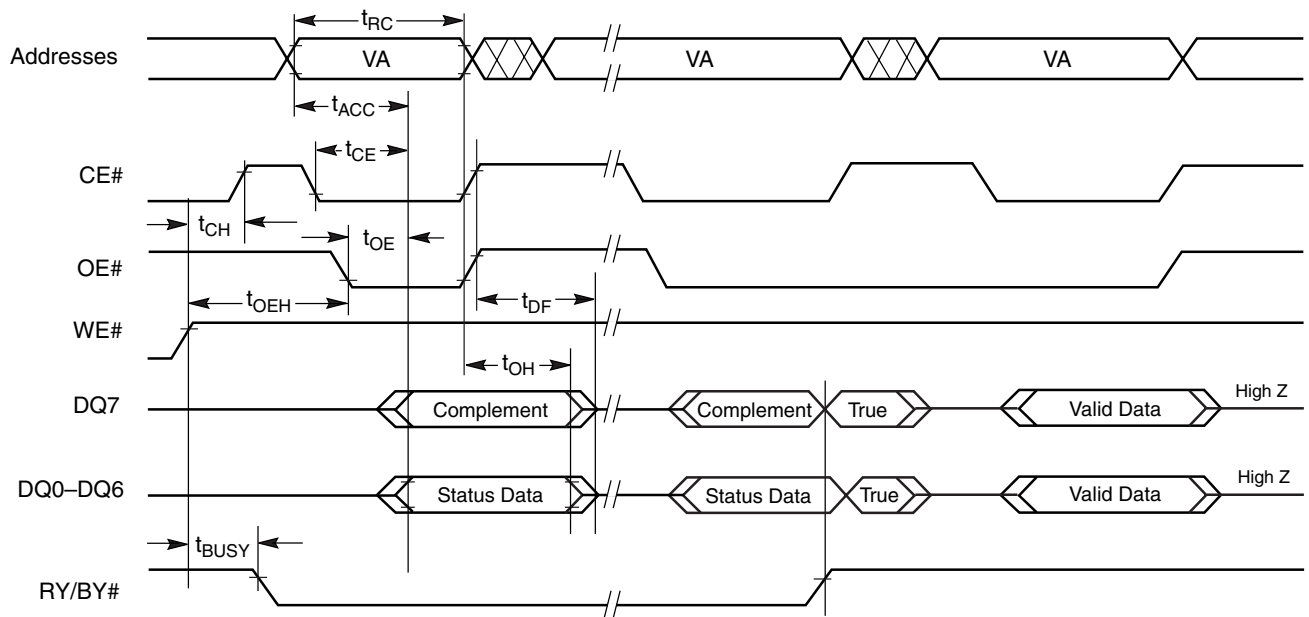 tRC
Addresses VA VA VA
tACC
tCE
CE#
tCH
tOE
OE#
tOEH
tDF
WE#
tOH
DQ7 Complement Complement True Valid Data High Z
DQ0–DQ6 Status Data Status Data True Valid Data High Z
tBUSY
RY/BY#